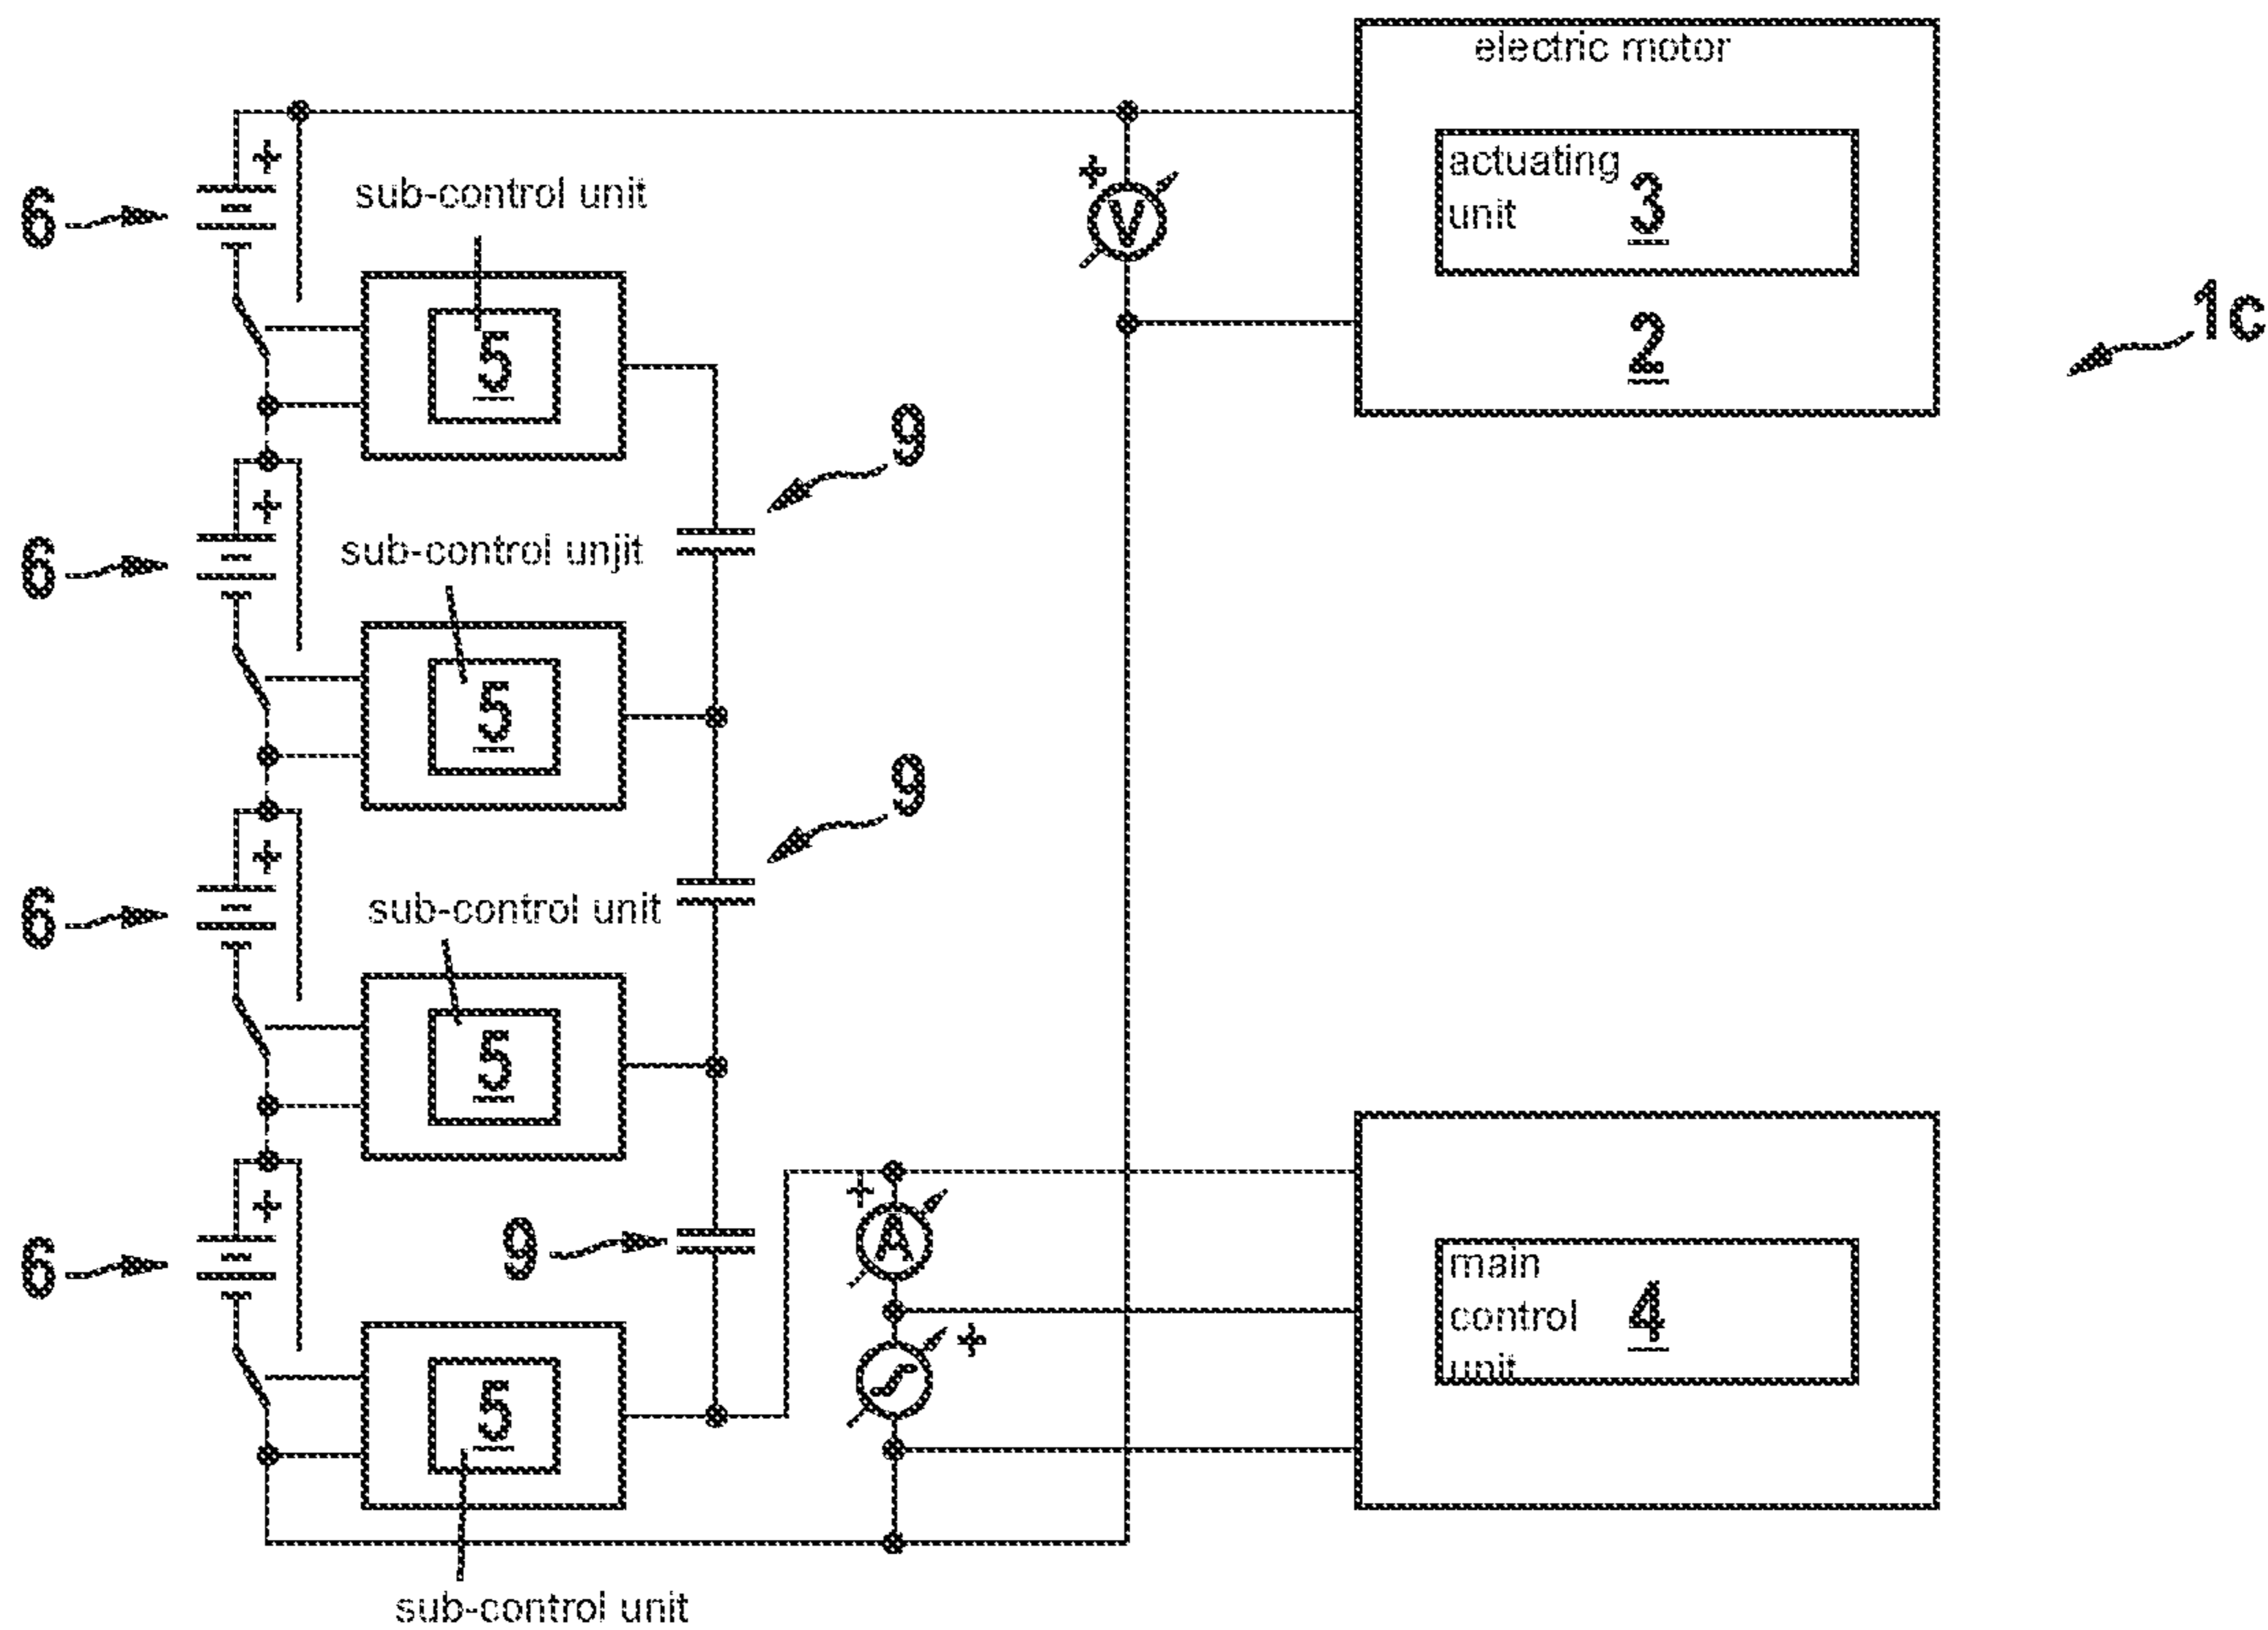 electric motor
actuating
unit
3
2
1c
+
6
sub-control unit
5
+
V
9
+
6
sub-control unjit
5
9
+
6
sub-control unit
5
+
A
+
9
+
6
5
sub-control unit
main
control
unit
4